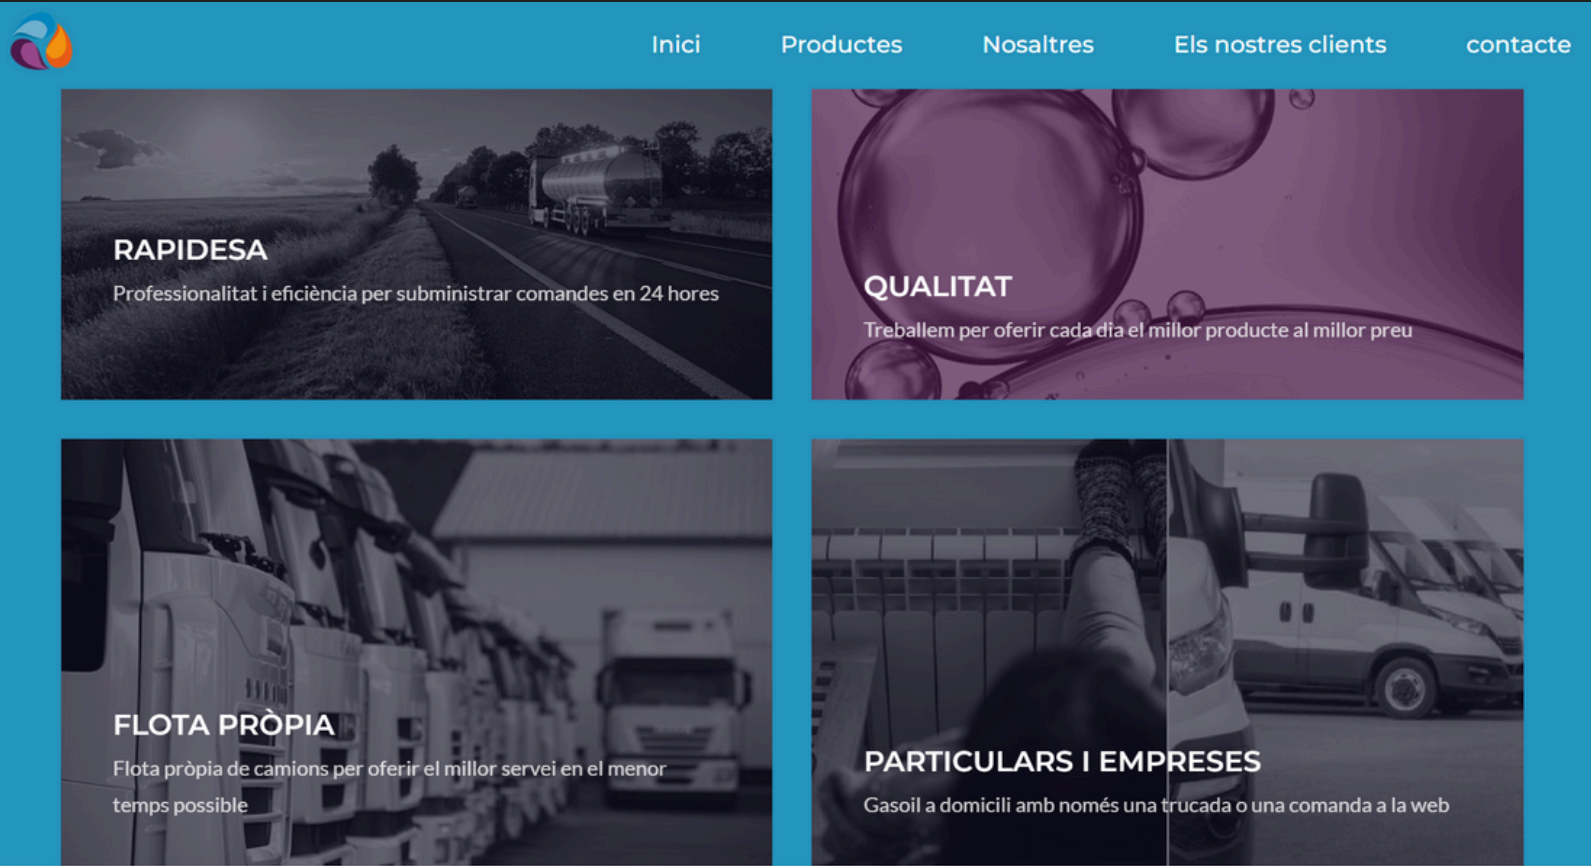 Inici
Productes
Nosaltres
Els nostres clients
contacte
RAPIDESA
Professionalitat i eficiència per subministrar comandes en 24 hores
QUALITAT
Treballem per oferir cada dia el millor producte al millor preu
FLOTA PRÒPIA
Flota pròpia de camions per oferir el millor servei en el menor
temps possible
PARTICULARS I EMPRESES
Gasoil a domicili amb només una trucada o una comanda a la web